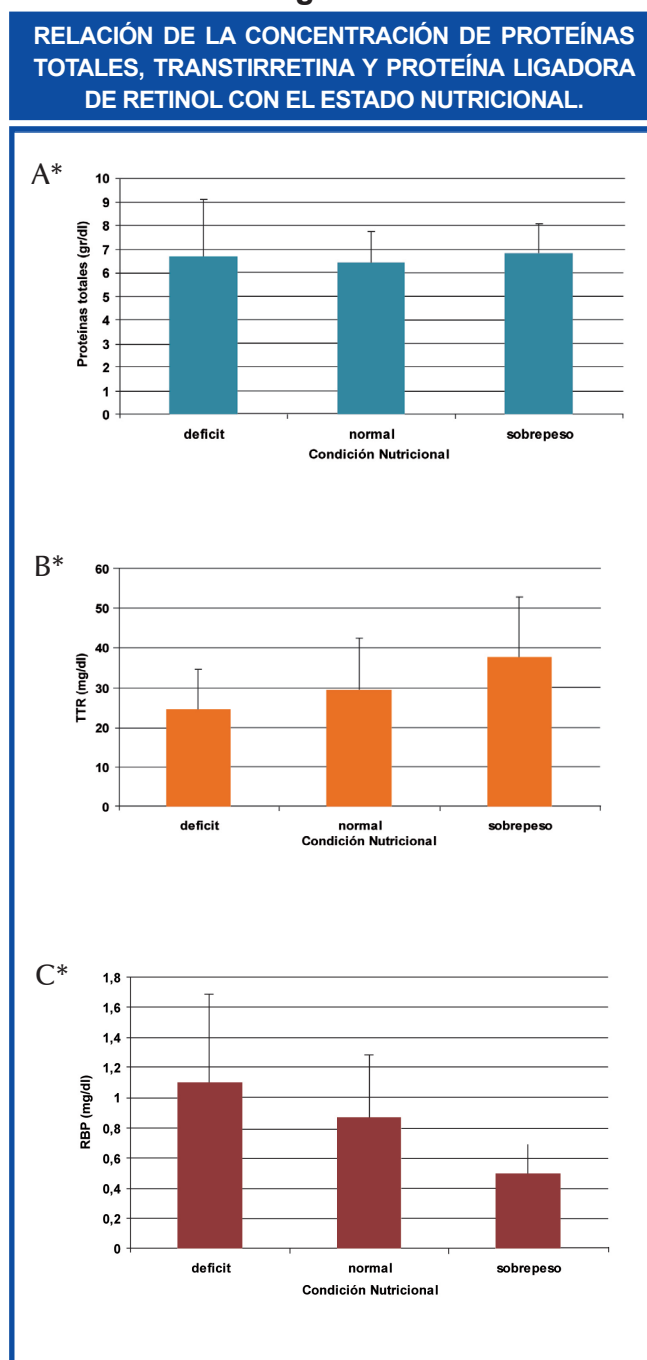 RELACIÓN DE LA CONCENTRACIÓN DE PROTEÍNAS
TOTALES, TRANSTIRRETINA Y PROTEÍNA LIGADORA
DE RETINOL CON EL ESTADO NUTRICIONAL.
A*
Proteínas totales (gr/dl)
10
9
8
7
6
5
4
3
2
1
0
deficit normal sobrepeso
Condición Nutricional
B*
TTR (mg/dl)
60
50
40
30
20
10
0
deficit normal sobrepeso
Condición Nutricional
C*
RBP (mg/dl)
1,8
1,6
1,4
1,2
1
0,8
0,6
0,4
0,2
0
deficit normal sobrepeso
Condición Nutricional